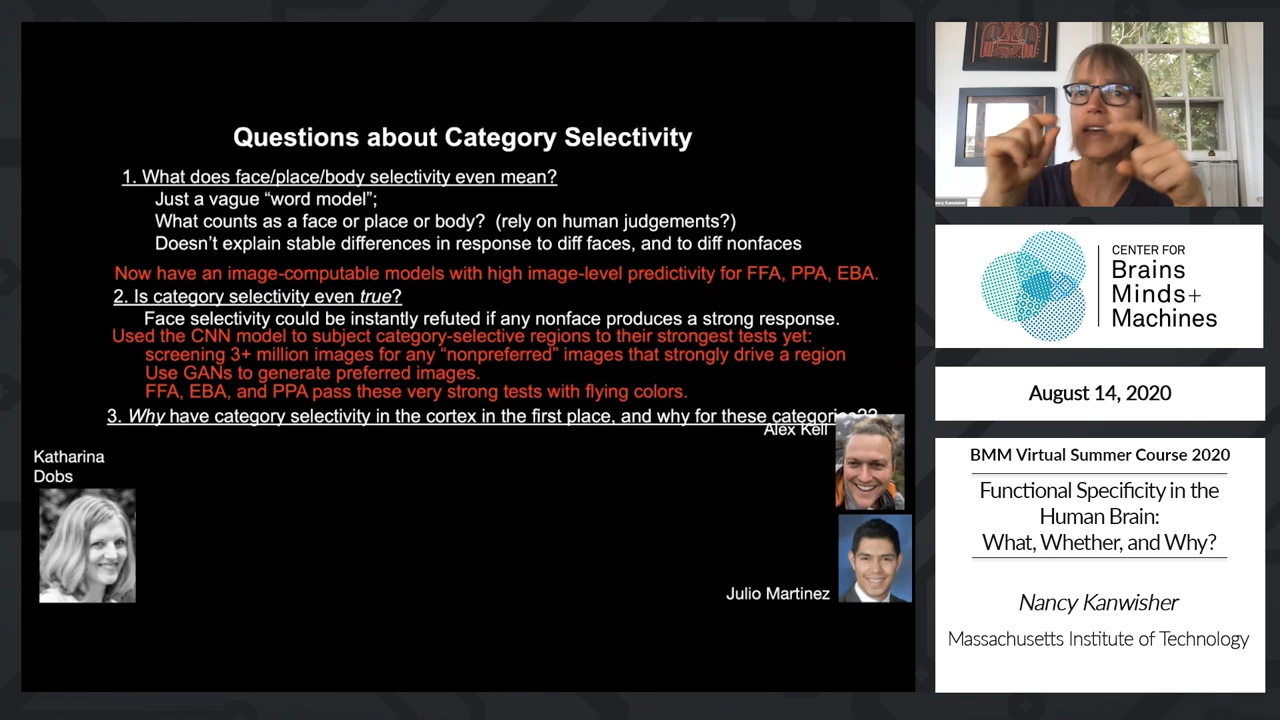 Questions about Category Selectivity
1. What does face/place/body selectivity even mean?
Just a vague “word model”;
What counts as a face or place or body? (rely on human judgements?)
Doesn’t explain stable differences in response to diff faces, and to diff nonfaces
Now have an image-computable models with high image-level predictivity for FFA, PPA, EBA.
2. Is category selectivity even true?
Face selectivity could be instantly refuted if any nonface produces a strong response.
Used the CNN model to subject category-selective regions to their strongest tests yet:
screening 3+ million images for any “nonpreferred” images that strongly drive a region
Use GANs to generate preferred images.
FFA, EBA, and PPA pass these very strong tests with flying colors.
3. Why have category selectivity in the cortex in the first place, and why for these categories??
Alex Kell
Katharina
Dobs
Julio Martinez
Nancy Kanwisher
CENTER FOR
Brains
Minds+
Machines
August 14, 2020
BMM Virtual Summer Course 2020
Functional Specificity in the
Human Brain:
What, Whether, and Why?
Nancy Kanwisher
Massachusetts Institute of Technology